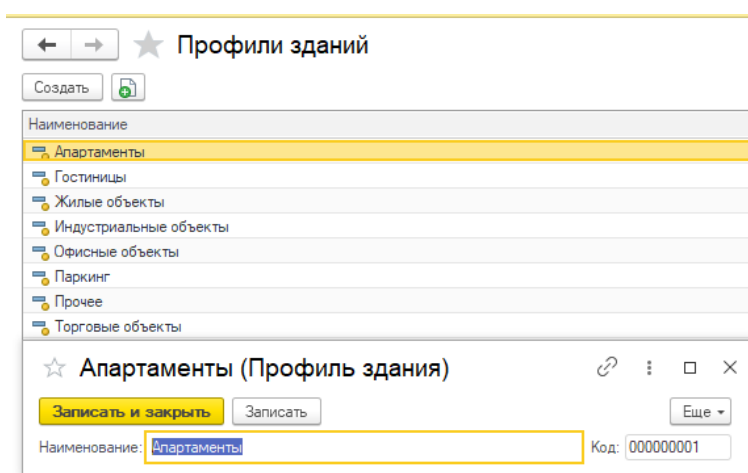 Профили зданий
Создать
Наименование
Апартаменты
Гостиницы
Жилые объекты
Индустриальные объекты
Офисные объекты
Паркинг
Прочее
Торговые объекты
Апартаменты (Профиль здания)
Записать и закрыть Записать Еще
Наименование: Апартаменты Код: 000000001